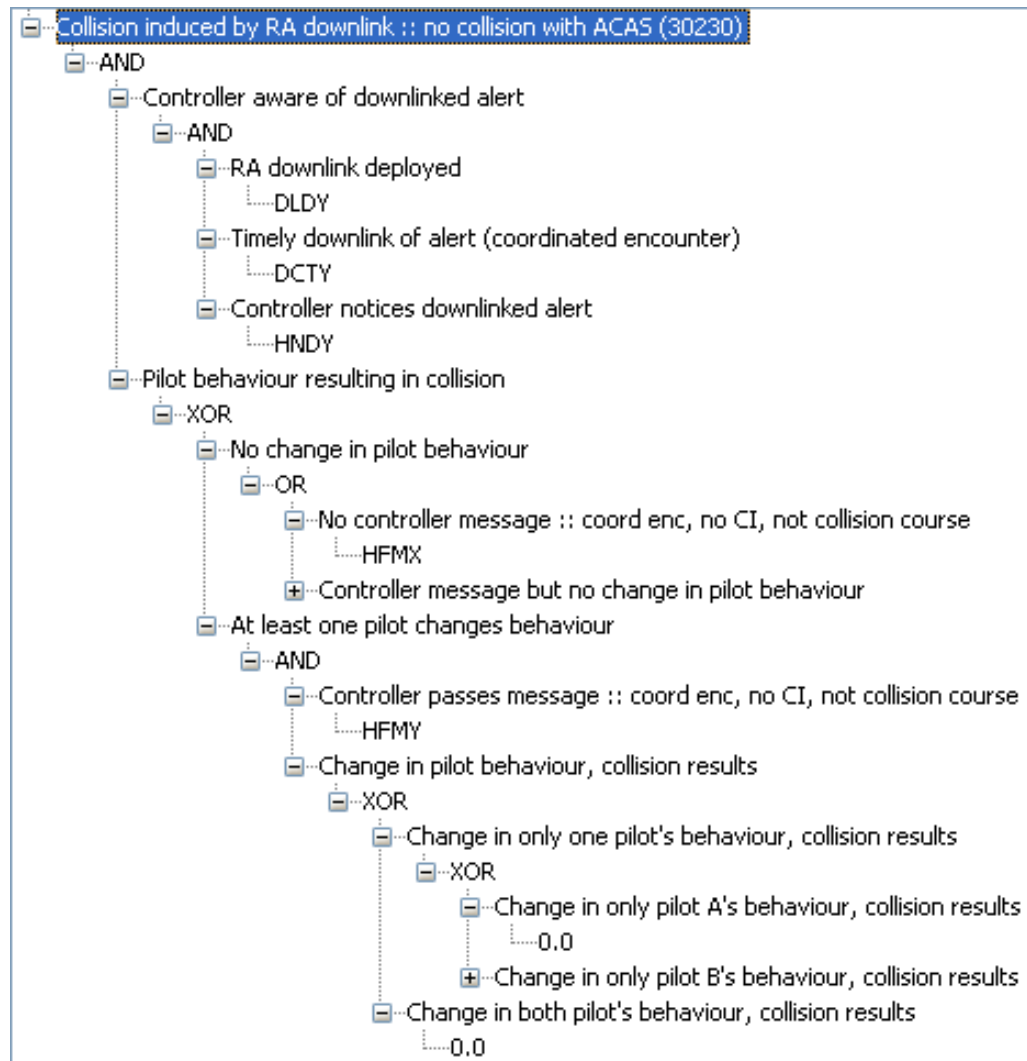 Collision induced by RA downlink :: no collision with ACAS (30230)
AND
Controller aware of downlinked alert
AND
RA downlink deployed
DLDY
Timely downlink of alert (coordinated encounter)
DCTY
Controller notices downlinked alert
HNDY
Pilot behaviour resulting in collision
XOR
No change in pilot behaviour
OR
No controller message :: coord enc, no CI, not collision course
HFMX
Controller message but no change in pilot behaviour
At least one pilot changes behaviour
AND
Controller passes message :: coord enc, no CI, not collision course
HFMY
Change in pilot behaviour, collision results
XOR
Change in only one pilot's behaviour, collision results
XOR
Change in only pilot A's behaviour, collision results
0.0
Change in only pilot B's behaviour, collision results
Change in both pilot's behaviour, collision results
0.0